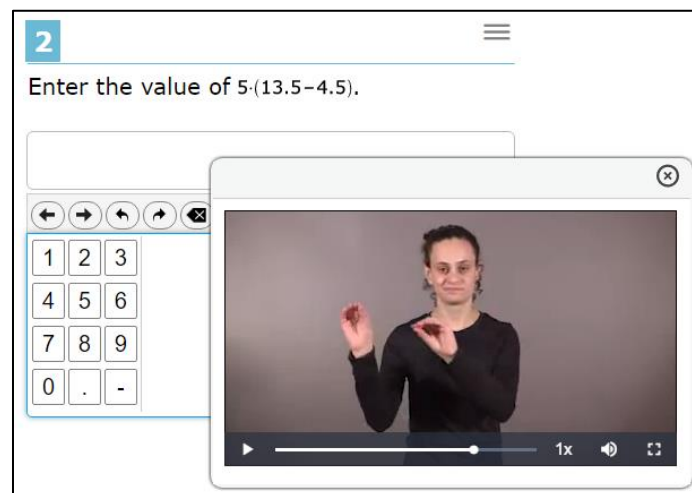 2
Enter the value of 5·(13.5–4.5).
1 2 3
4 5 6
7 8 9
0 . -
1x